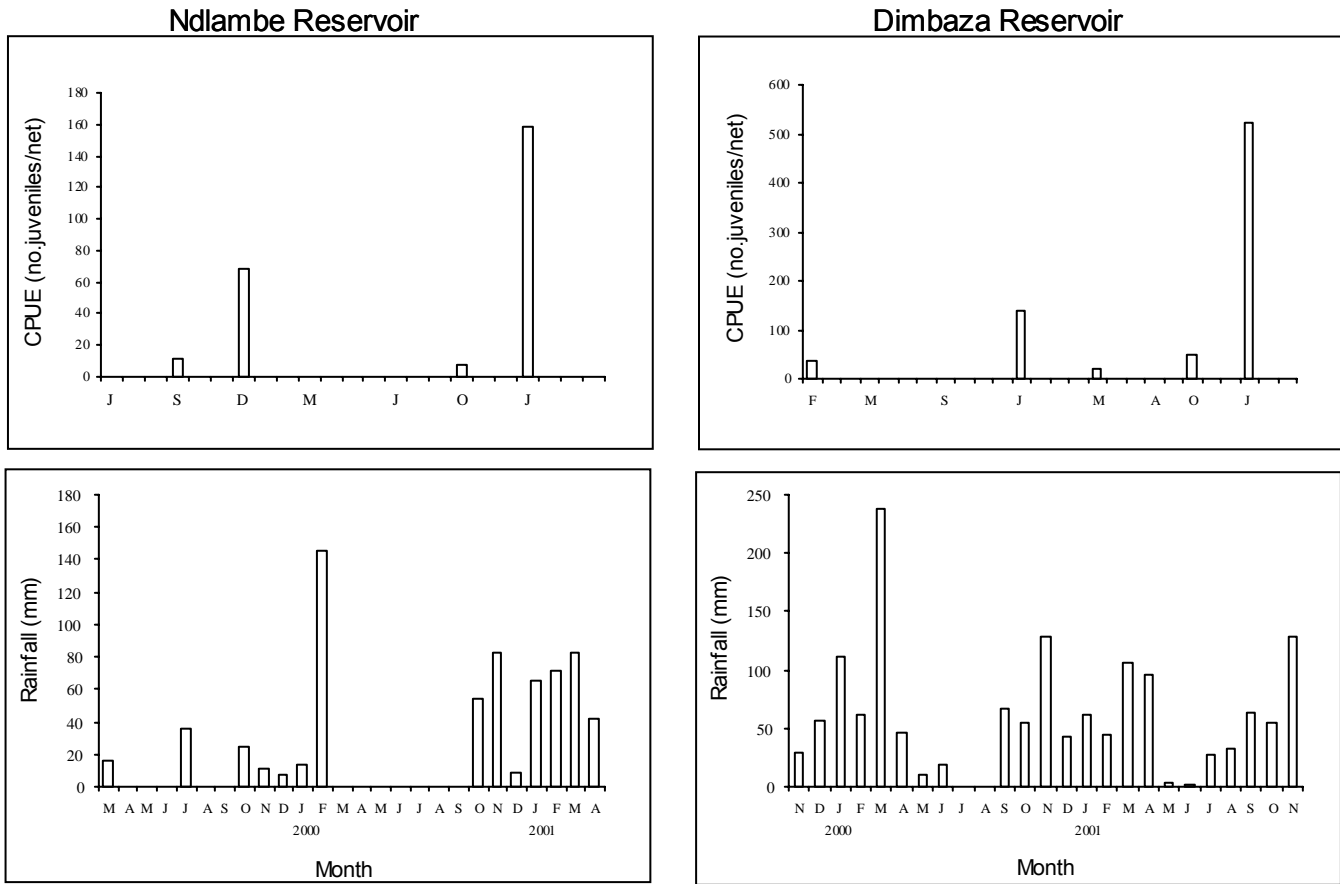 Ndlambe Reservoir
CPUE (no.juveniles/net)
180
160
140
120
100
80
60
40
20
0
J S D M J O J
Dimbaza Reservoir
CPUE (no.juveniles/net)
600
500
400
300
200
100
0
F M S J M A O J
Rainfall (mm)
180
160
140
120
100
80
60
40
20
0
M A M J J A S O N D J F M A M J J A S O N D J F M A
2000 2001
Month
Rainfall (mm)
250
200
150
100
50
0
N D J F M A M J J A S O N D J F M A M J J A S O N
2000 2001
Month